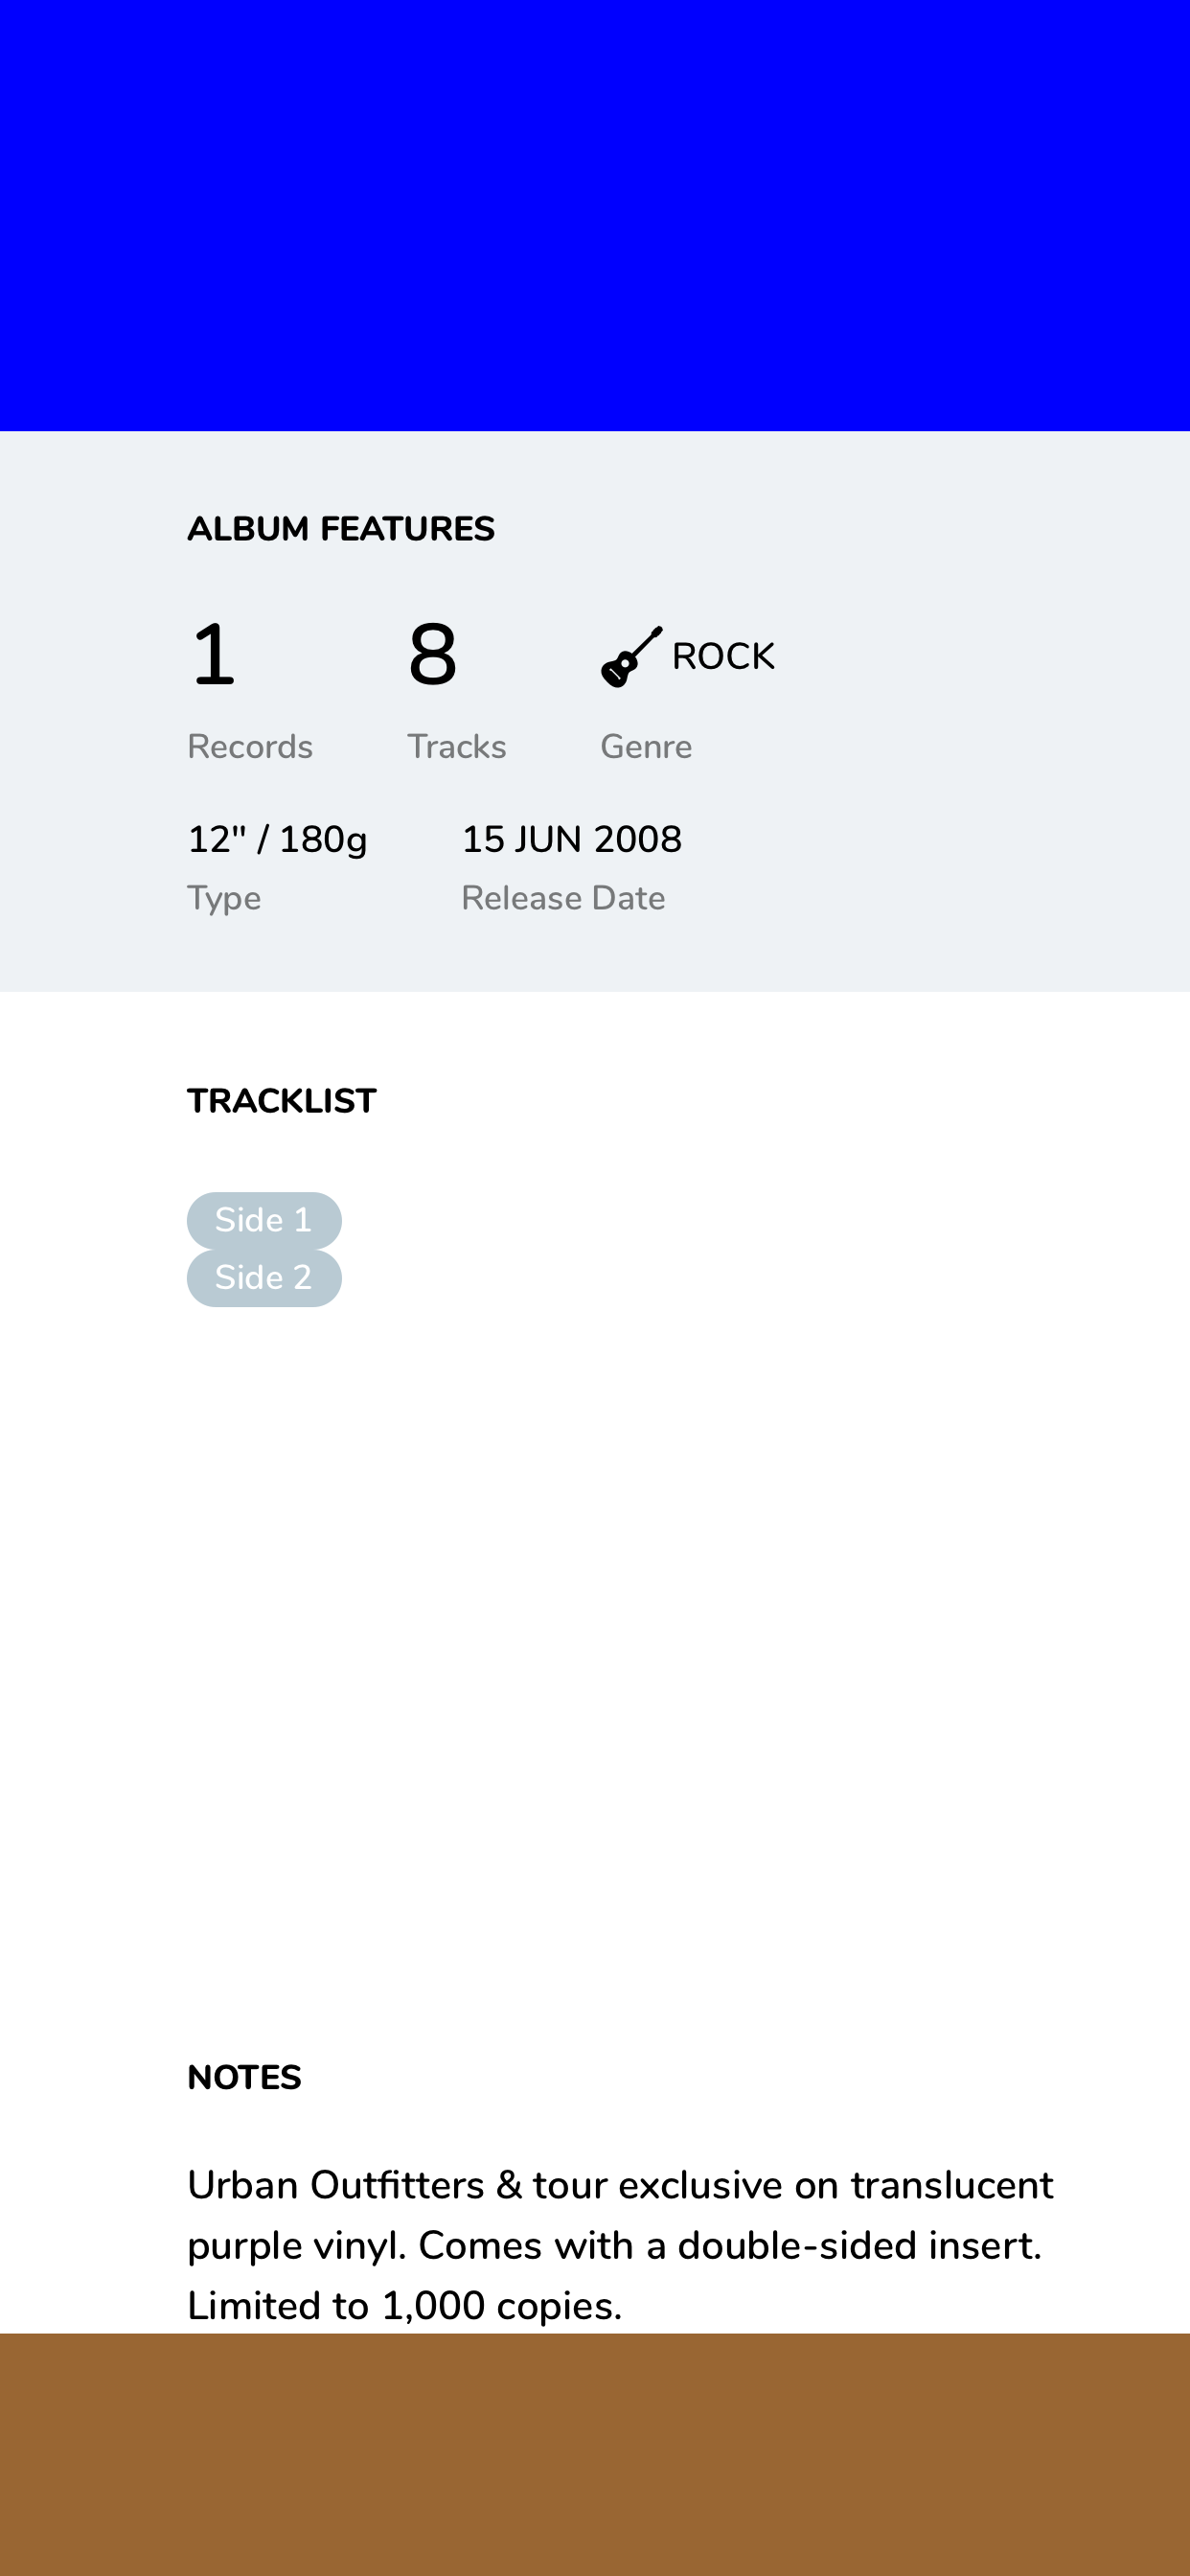 ALBUM FEATURES
1 8 ROCK
Records Tracks Genre
12" / 180g 15 JUN 2008
Type Release Date
TRACKLIST
Side 1
Side 2
NOTES
Urban Outfitters & tour exclusive on translucent
purple vinyl. Comes with a double-sided insert.
Limited to 1,000 copies.